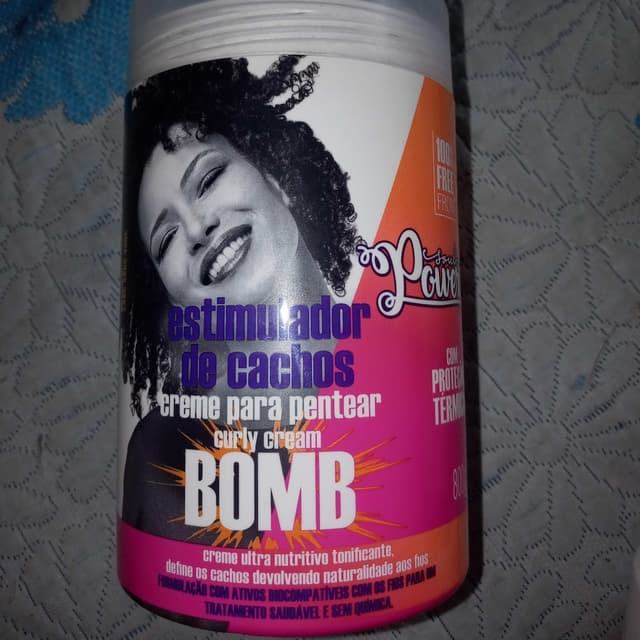 100%
FREE
Soul
Power
estimulador
de cachos
creme para pentear
COM
TÉRMI
curly cream
BOMB
800
creme ultra nutritivo tonificante,
define os cachos devolvendo naturalidade aos fios
FORMULAÇÃO COM ATIVOS BIOCOMPATÍVEIS COM OS FIOS PARA UM
TRATAMENTO SAUDÁVEL E SEM QUÍMICA.